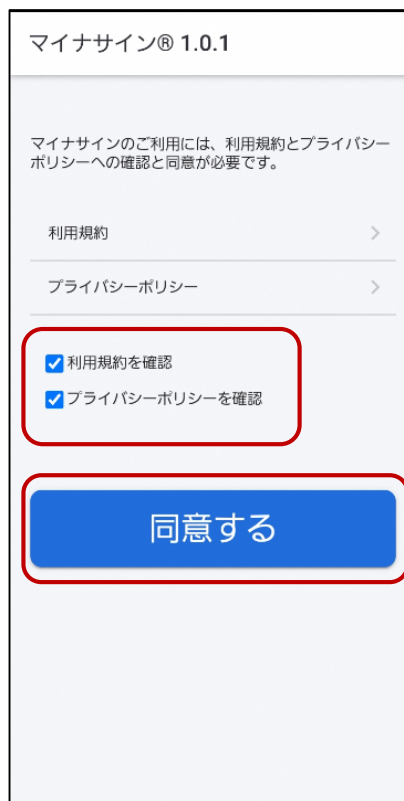 マイナサイン® 1.0.1
マイナサインのご利用には、利用規約とプライバシー
ポリシーへの確認と同意が必要です。
利用規約
プライバシーポリシー
利用規約を確認
プライバシーポリシーを確認
同意する